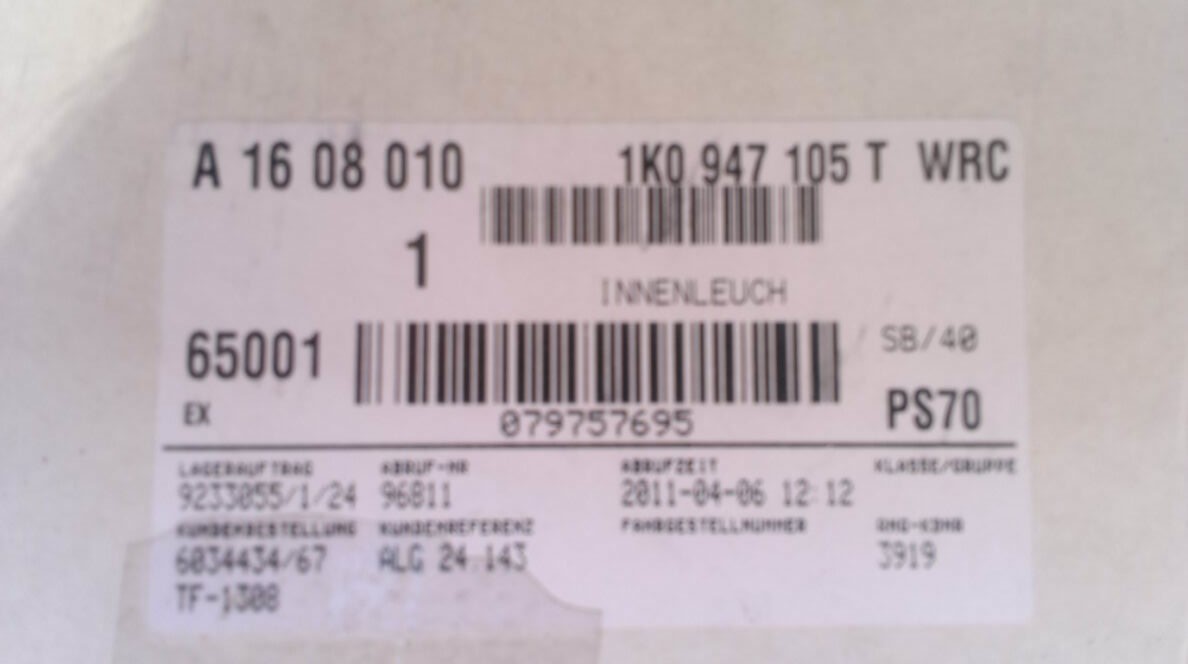 A 16 08 010 1K0 947 105 T WRC
1
INNENLEUCH
65001 SB/40
EX 079757695 PS70
LAGERAUFTRAG ABRUF-NR ABRUFZEIT KLASSE/GRUPPE
9233055/1/24 96811 2011-04-06 12:12
KUNDENBESTELLUNG KUNDENREFERENZ FAHRGESTELLNUMMER
6034434/67 ALG 24.143 3919
TF-1308